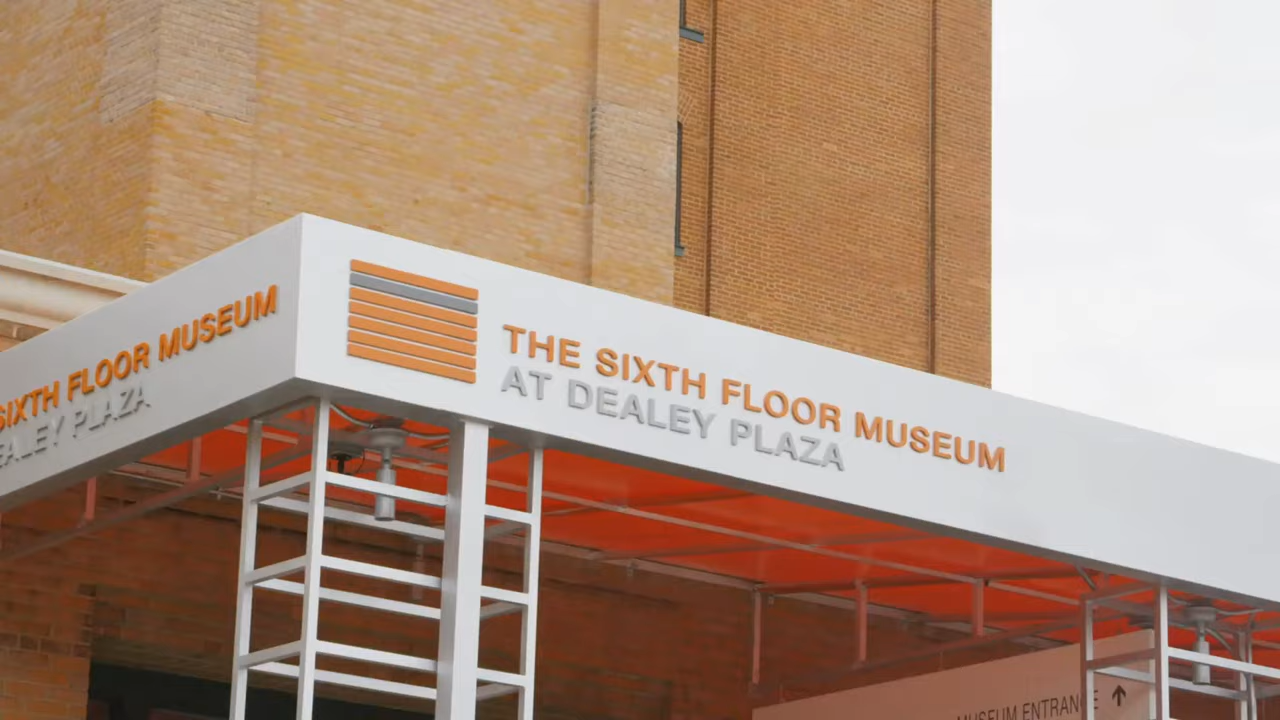 SIXTH FLOOR MUSEUM
DEALEY PLAZA
THE SIXTH FLOOR MUSEUM
AT DEALEY PLAZA
MUSEUM ENTRANCE